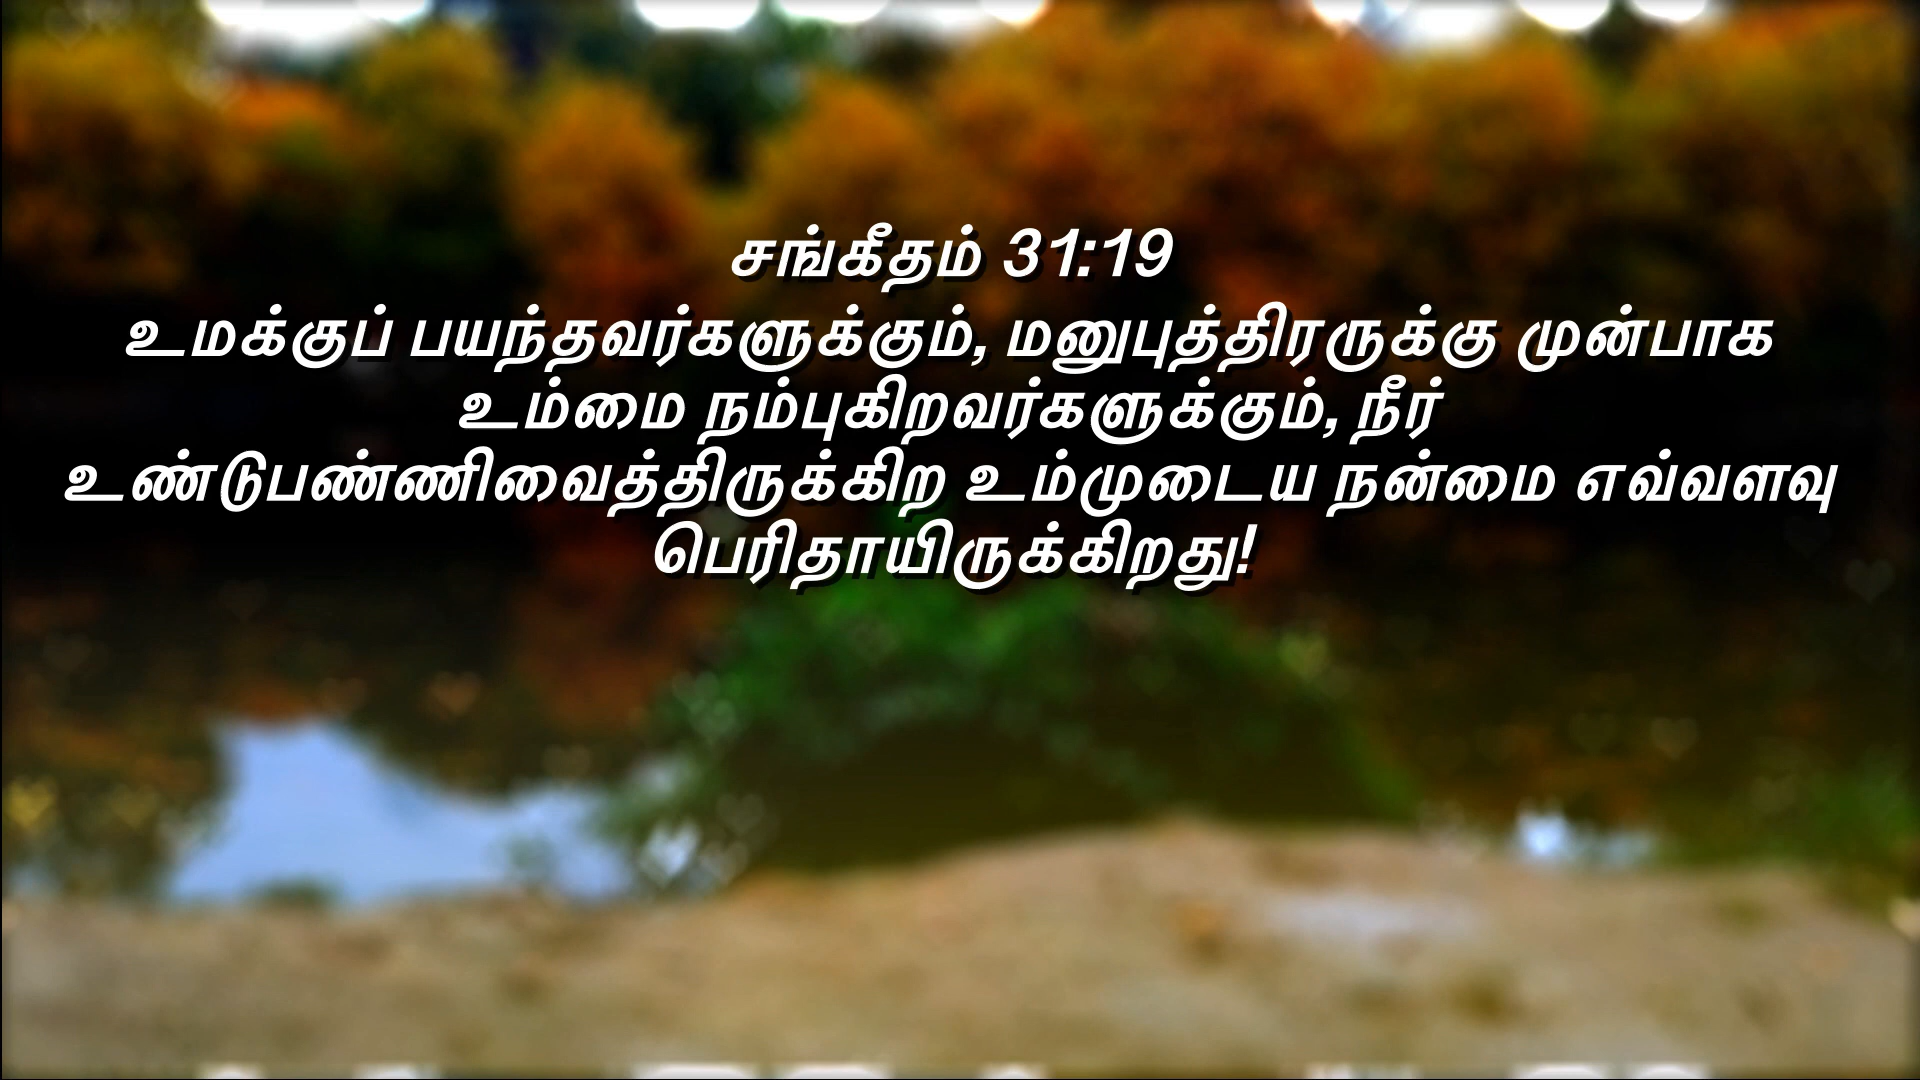 சங்கீதம் 31:19
உமக்குப் பயந்தவர்களுக்கும், மனுபுத்திரருக்கு முன்பாக
உம்மை நம்புகிறவர்களுக்கும், நீர்
உண்டுபண்ணிவைத்திருக்கிற உம்முடைய நன்மை எவ்வளவு
பெரிதாயிருக்கிறது!